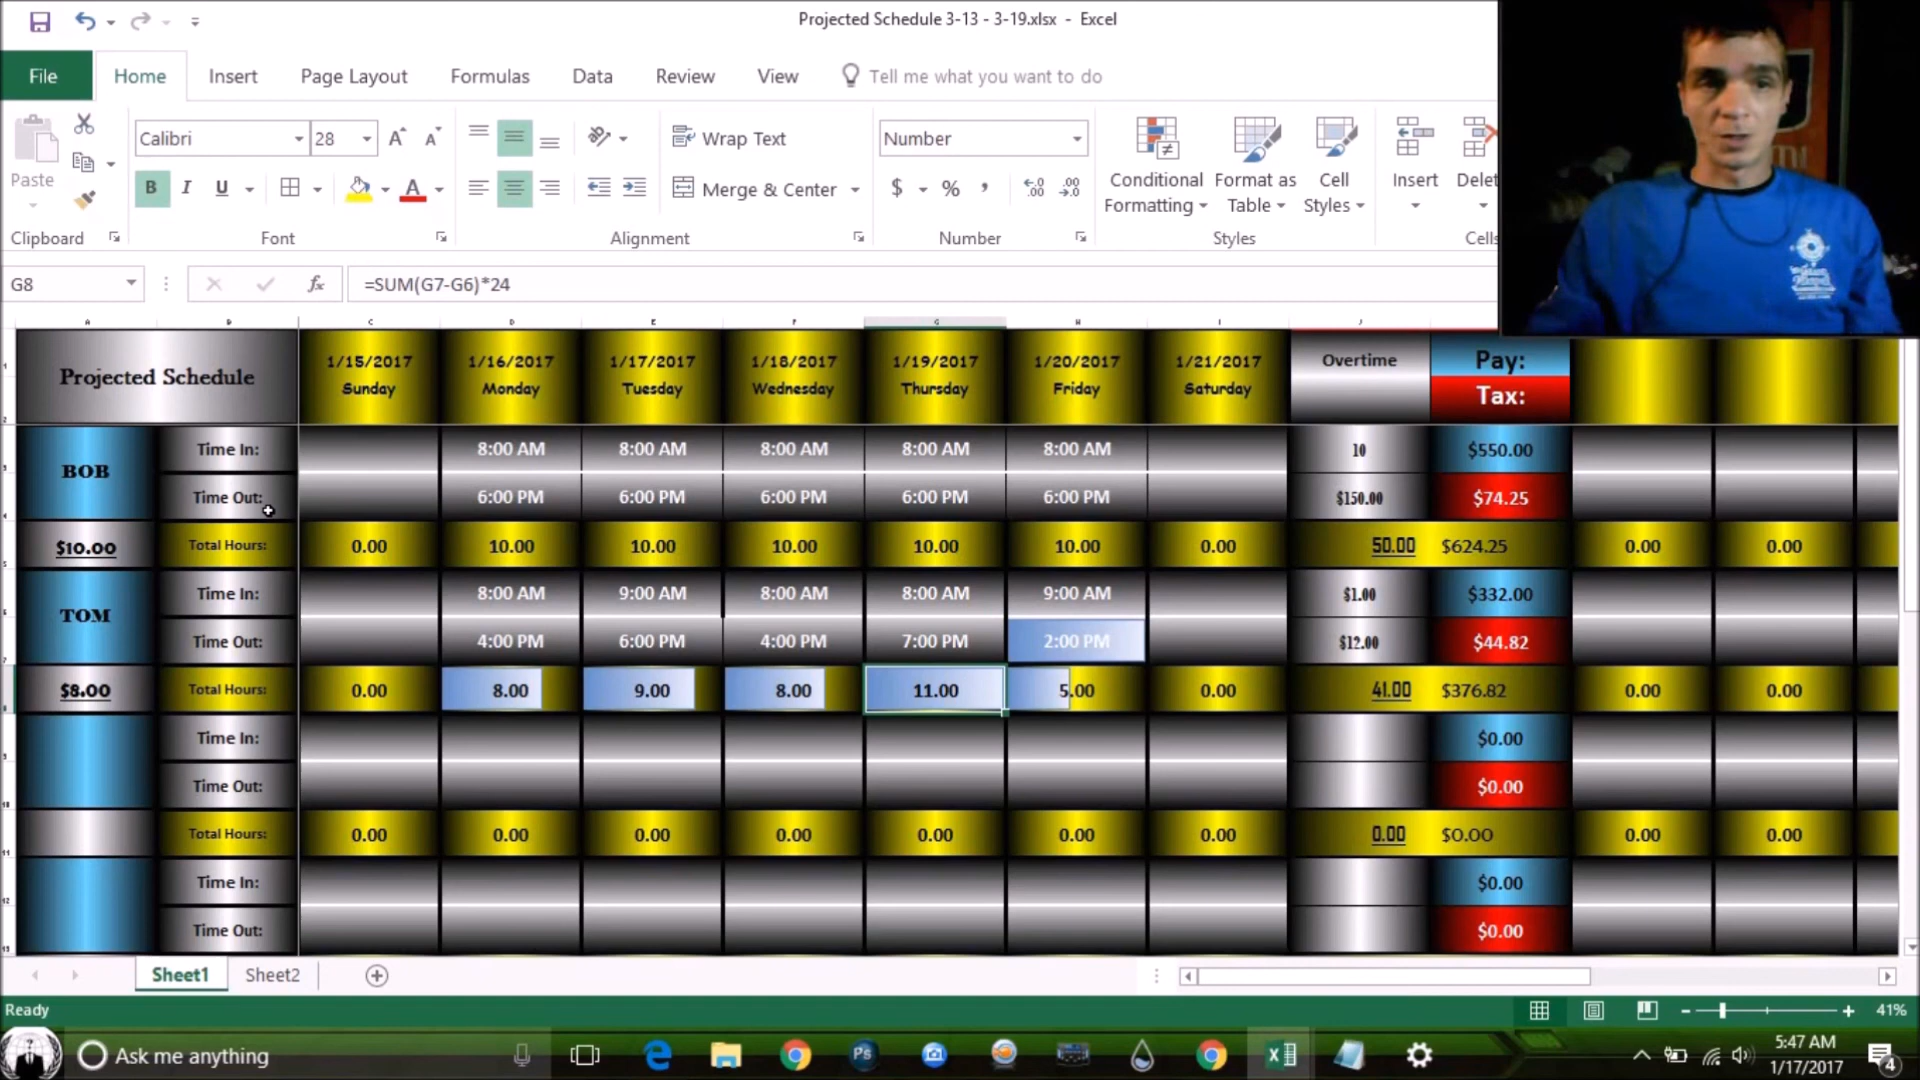 Projected Schedule 3-13 - 3-19.xlsx - Excel
File Home Insert Page Layout Formulas Data Review View Tell me what you want to do
Calibri 28 Wrap Text Number
Paste B I U A Merge & Center $ % , Conditional Formatting Format as Table Cell Styles Insert Delet
Clipboard Font Alignment Number Styles Cells
G8 fx =SUM(G7-G6)*24
A B C D E F G H I J
Projected Schedule 1/15/2017 Sunday 1/16/2017 Monday 1/17/2017 Tuesday 1/18/2017 Wednesday 1/19/2017 Thursday 1/20/2017 Friday 1/21/2017 Saturday Overtime Pay: Tax:
BOB Time In: 8:00 AM 8:00 AM 8:00 AM 8:00 AM 8:00 AM 10 $550.00
Time Out: 6:00 PM 6:00 PM 6:00 PM 6:00 PM 6:00 PM $150.00 $74.25
$10.00 Total Hours: 0.00 10.00 10.00 10.00 10.00 10.00 0.00 50.00 $624.25 0.00 0.00
TOM Time In: 8:00 AM 9:00 AM 8:00 AM 8:00 AM 9:00 AM $1.00 $332.00
Time Out: 4:00 PM 6:00 PM 4:00 PM 7:00 PM 2:00 PM $12.00 $44.82
$8.00 Total Hours: 0.00 8.00 9.00 8.00 11.00 5.00 0.00 41.00 $376.82 0.00 0.00
Time In: $0.00
Time Out: $0.00
Total Hours: 0.00 0.00 0.00 0.00 0.00 0.00 0.00 0.00 $0.00 0.00 0.00
Time In: $0.00
Time Out: $0.00
Sheet1 Sheet2
Ready 41%
Ask me anything 5:47 AM
1/17/2017 4